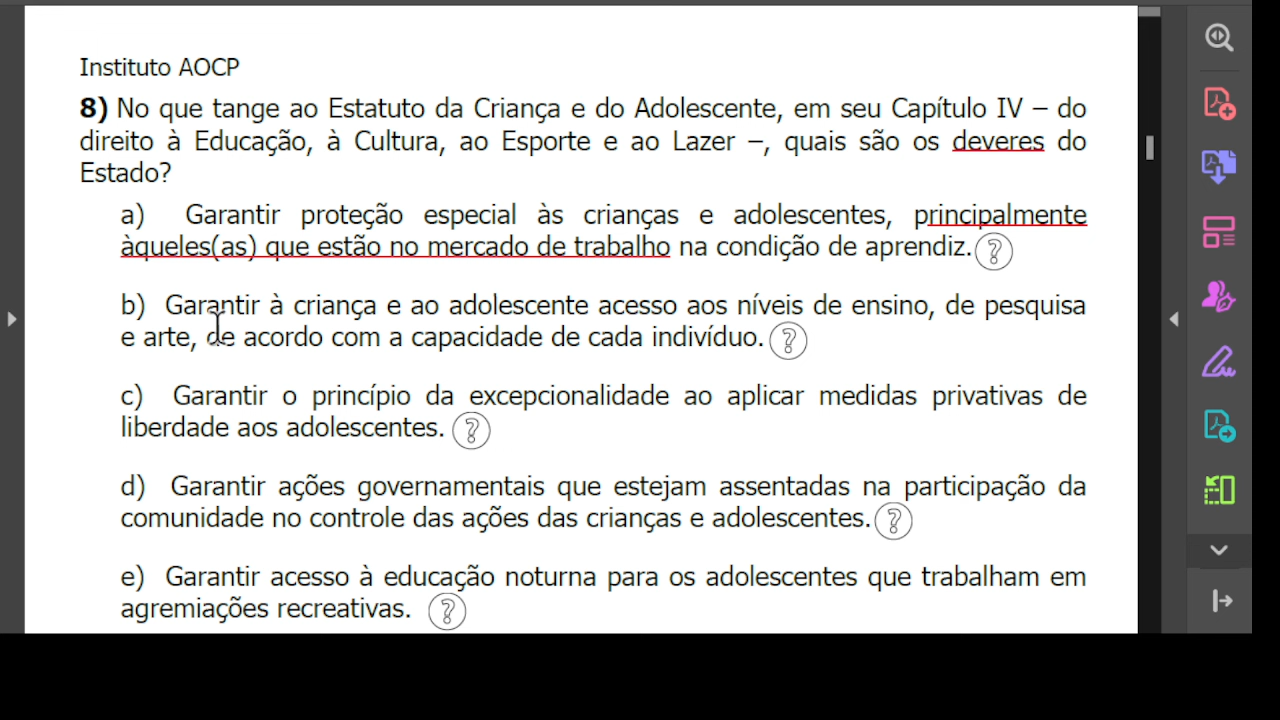 Instituto AOCP
8) No que tange ao Estatuto da Criança e do Adolescente, em seu Capítulo IV – do
direito à Educação, à Cultura, ao Esporte e ao Lazer –, quais são os deveres do
Estado?
a) Garantir proteção especial às crianças e adolescentes, principalmente
àqueles(as) que estão no mercado de trabalho na condição de aprendiz. ?
b) Garantir à criança e ao adolescente acesso aos níveis de ensino, de pesquisa
e arte, de acordo com a capacidade de cada indivíduo. ?
c) Garantir o princípio da excepcionalidade ao aplicar medidas privativas de
liberdade aos adolescentes. ?
d) Garantir ações governamentais que estejam assentadas na participação da
comunidade no controle das ações das crianças e adolescentes. ?
e) Garantir acesso à educação noturna para os adolescentes que trabalham em
agremiações recreativas. ?